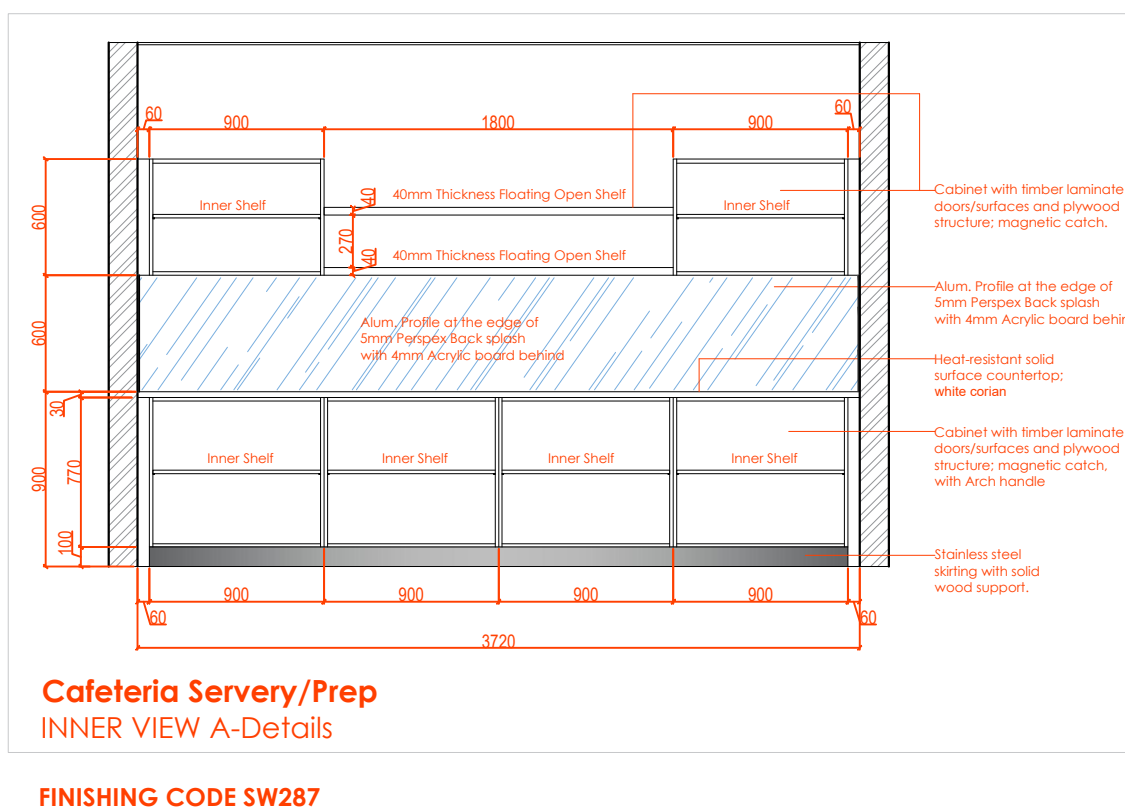 60
900
1800
900
60
600
Inner Shelf
40
40mm Thickness Floating Open Shelf
Inner Shelf
270
40
40mm Thickness Floating Open Shelf
Cabinet with timber laminate
doors/surfaces and plywood
structure; magnetic catch.
600
Alum. Profile at the edge of
5mm Perspex Back splash
with 4mm Acrylic board behind
Alum. Profile at the edge of
5mm Perspex Back splash
with 4mm Acrylic board behin
Heat-resistant solid
surface countertop;
white corian
30
900
770
100
Inner Shelf
Inner Shelf
Inner Shelf
Inner Shelf
Cabinet with timber laminate
doors/surfaces and plywood
structure; magnetic catch,
with Arch handle
Stainless steel
skirting with solid
wood support.
900
900
900
900
60
60
3720
Cafeteria Servery/Prep
INNER VIEW A-Details
FINISHING CODE SW287